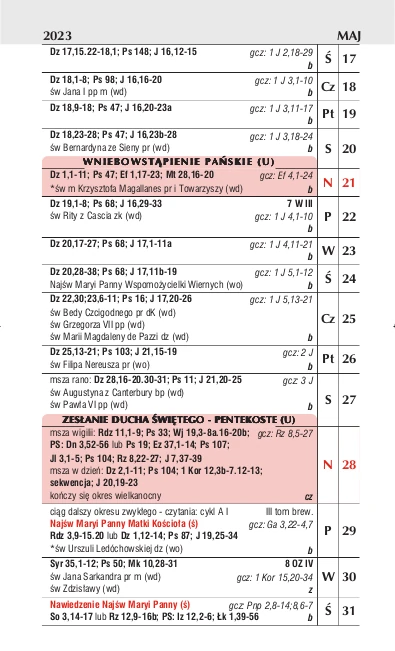 2023 MAJ
Dz 17,15.22-18,1; Ps 148; J 16,12-15 gcz: 1 J 2,18-29
b Ś 17
Dz 18,1-8; Ps 98; J 16,16-20 gcz: 1 J 3,1-10
św Jana I pp m (wd) b Cz 18
Dz 18,9-18; Ps 47; J 16,20-23a gcz: 1 J 3,11-17
b Pt 19
Dz 18,23-28; Ps 47; J 16,23b-28 gcz: 1 J 3,18-24
św Bernardyna ze Sieny pr (wd) b S 20
WNIEBOWSTĄPIENIE PAŃSKIE (U)
Dz 1,1-11; Ps 47; Ef 1,17-23; Mt 28,16-20 gcz: Ef 4,1-24
*św m Krzysztofa Magallanes pr i Towarzyszy (wd) b N 21
Dz 19,1-8; Ps 68; J 16,29-33 7 W III
św Rity z Cascia zk (wd) gcz: 1 J 4,1-10
b P 22
Dz 20,17-27; Ps 68; J 17,1-11a gcz: 1 J 4,11-21
b W 23
Dz 20,28-38; Ps 68; J 17,11b-19 gcz: 1 J 5,1-12
Najśw Maryi Panny Wspomożycielki Wiernych (wo) b Ś 24
Dz 22,30;23,6-11; Ps 16; J 17,20-26 gcz: 1 J 5,13-21
św Bedy Czcigodnego pr dK (wd)
św Grzegorza VII pp (wd)
św Marii Magdaleny de Pazzi dz (wd) b Cz 25
Dz 25,13-21; Ps 103; J 21,15-19 gcz: 2 J
św Filipa Nereusza pr (wo) b Pt 26
msza rano: Dz 28,16-20.30-31; Ps 11; J 21,20-25 gcz: 3 J
św Augustyna z Canterbury bp (wd)
św Pawła VI pp (wd) b S 27
ZESŁANIE DUCHA ŚWIĘTEGO - PENTEKOSTE (U)
msza wigilii: Rdz 11,1-9; Ps 33; Wj 19,3-8a.16-20b; gcz: Rz 8,5-27
PS: Dn 3,52-56 lub Ps 19; Ez 37,1-14; Ps 107;
Jl 3,1-5; Ps 104; Rz 8,22-27; J 7,37-39
msza w dzień: Dz 2,1-11; Ps 104; 1 Kor 12,3b-7.12-13;
sekwencja; J 20,19-23
kończy się okres wielkanocny cz N 28
ciąg dalszy okresu zwykłego - czytania: cykl A I III tom brew.
Najśw Maryi Panny Matki Kościoła (ś) gcz: Ga 3,22-4,7
Rdz 3,9-15.20 lub Dz 1,12-14; Ps 87; J 19,25-34
*św Urszuli Ledóchowskiej dz (wo) b P 29
Syr 35,1-12; Ps 50; Mk 10,28-31 8 OZ IV
św Jana Sarkandra pr m (wd) gcz: 1 Kor 15,20-34
św Zdzisławy (wd) z W 30
Nawiedzenie Najśw Maryi Panny (ś) gcz: Pnp 2,8-14;8,6-7
So 3,14-17 lub Rz 12,9-16b; PS: Iz 12,2-6; Łk 1,39-56 b Ś 31